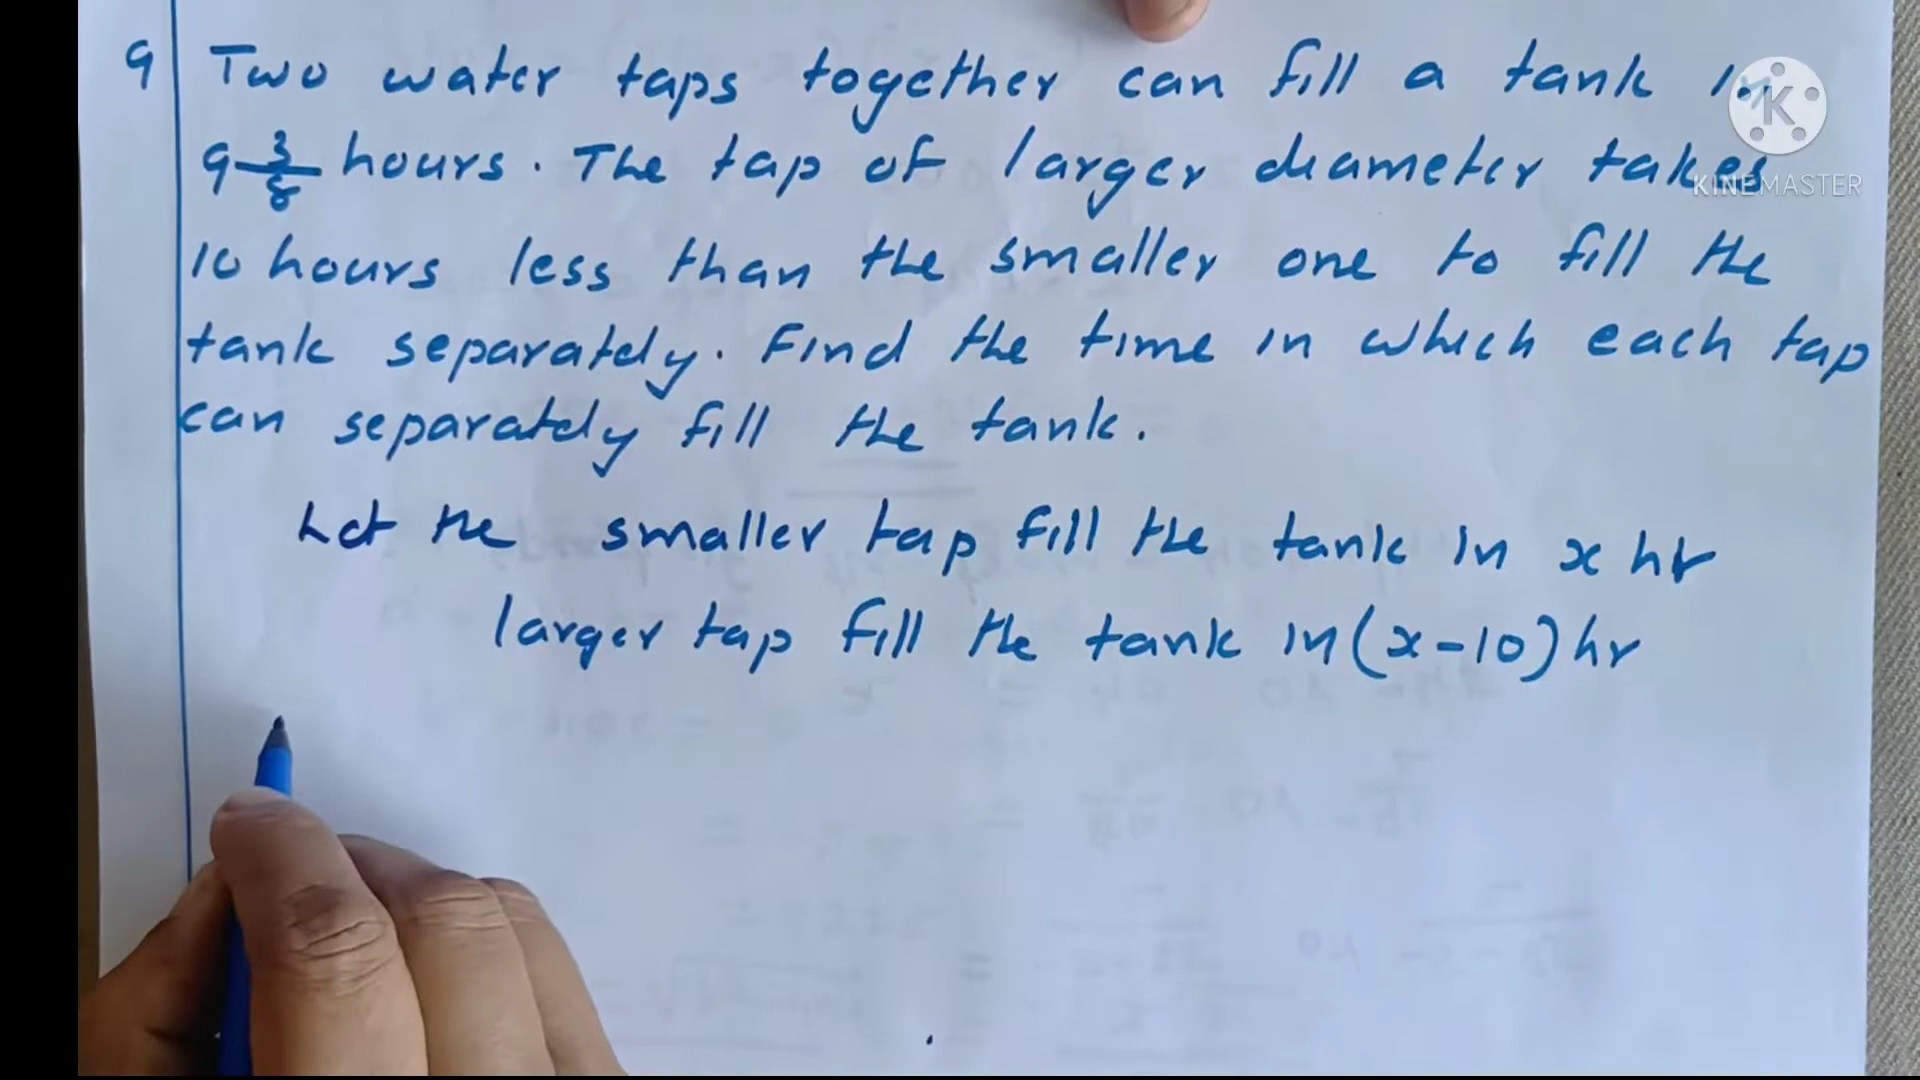 9 Two water taps together can fill a tank in
9 3/8 hours. The tap of larger diameter takes
10 hours less than the smaller one to fill the
tank separately. Find the time in which each tap
can separately fill the tank.
Let the smaller tap fill the tank in x hr
larger tap fill the tank in (x-10) hr
K
KINEMASTER